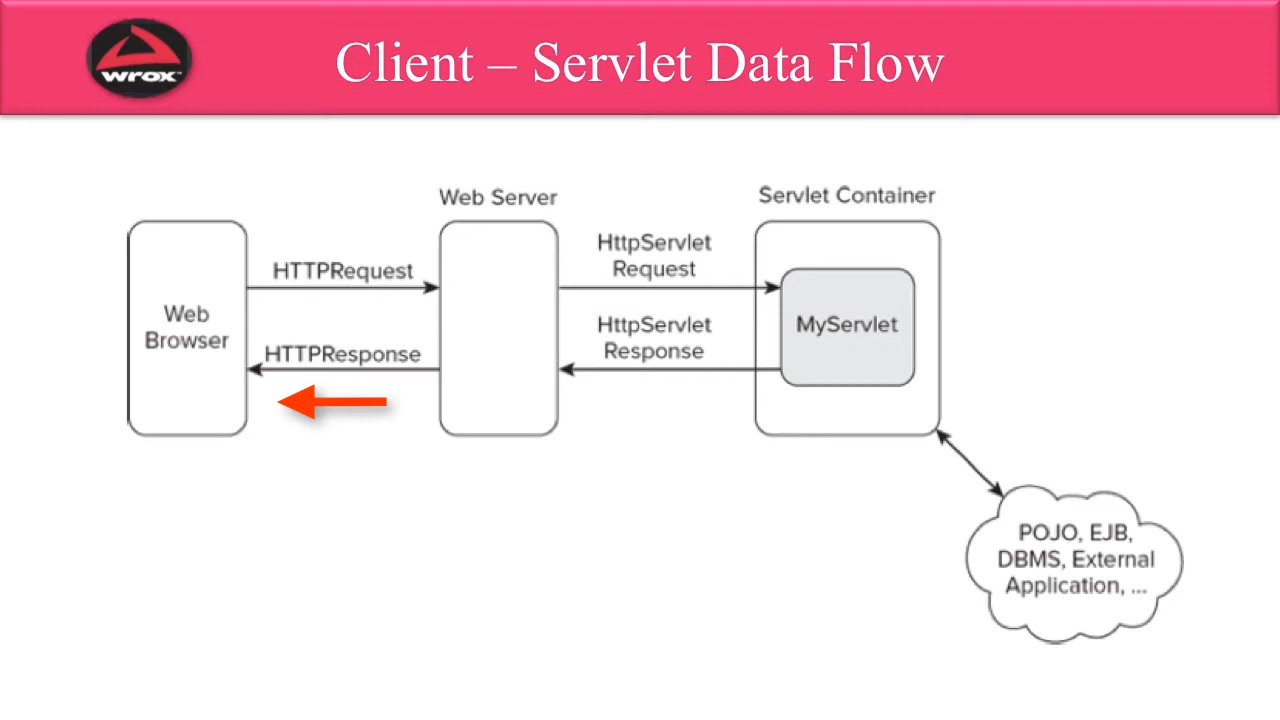 wrox™
Client – Servlet Data Flow
Web Server
Servlet Container
HTTPRequest
HttpServlet
Request
Web
Browser
MyServlet
HTTPResponse
HttpServlet
Response
POJO, EJB,
DBMS, External
Application, ...